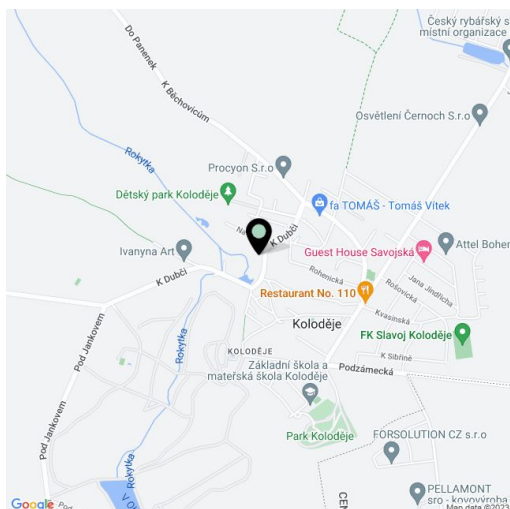 Český rybářský s
místní organizace
Do Panenek
K Běchovicům
Osvětlení Černoch S.r.o
Rokytka
Procyon S.r.o
Dětský park Koloděje
fa TOMÁŠ - Tomáš Vítek
Na
K Dubči
Ivanyna Art
Guest House Savojská
Attel Bohem
K Dubči
Rohenická
Jana Jindřicha
Rošovická
Restaurant No. 110
Kvasinská
Koloděje
FK Slavoj Koloděje
Pod Jankovem
Rokytka
KOLODĚJE
K Sibřině
Základní škola a
mateřská škola Koloděje
Podzámecká
Pod Jankovem
Park Koloděje
FORSOLUTION CZ s.r.o
PELLAMONT
sro - kovovýroba
Google
Pod
Map data ©2023